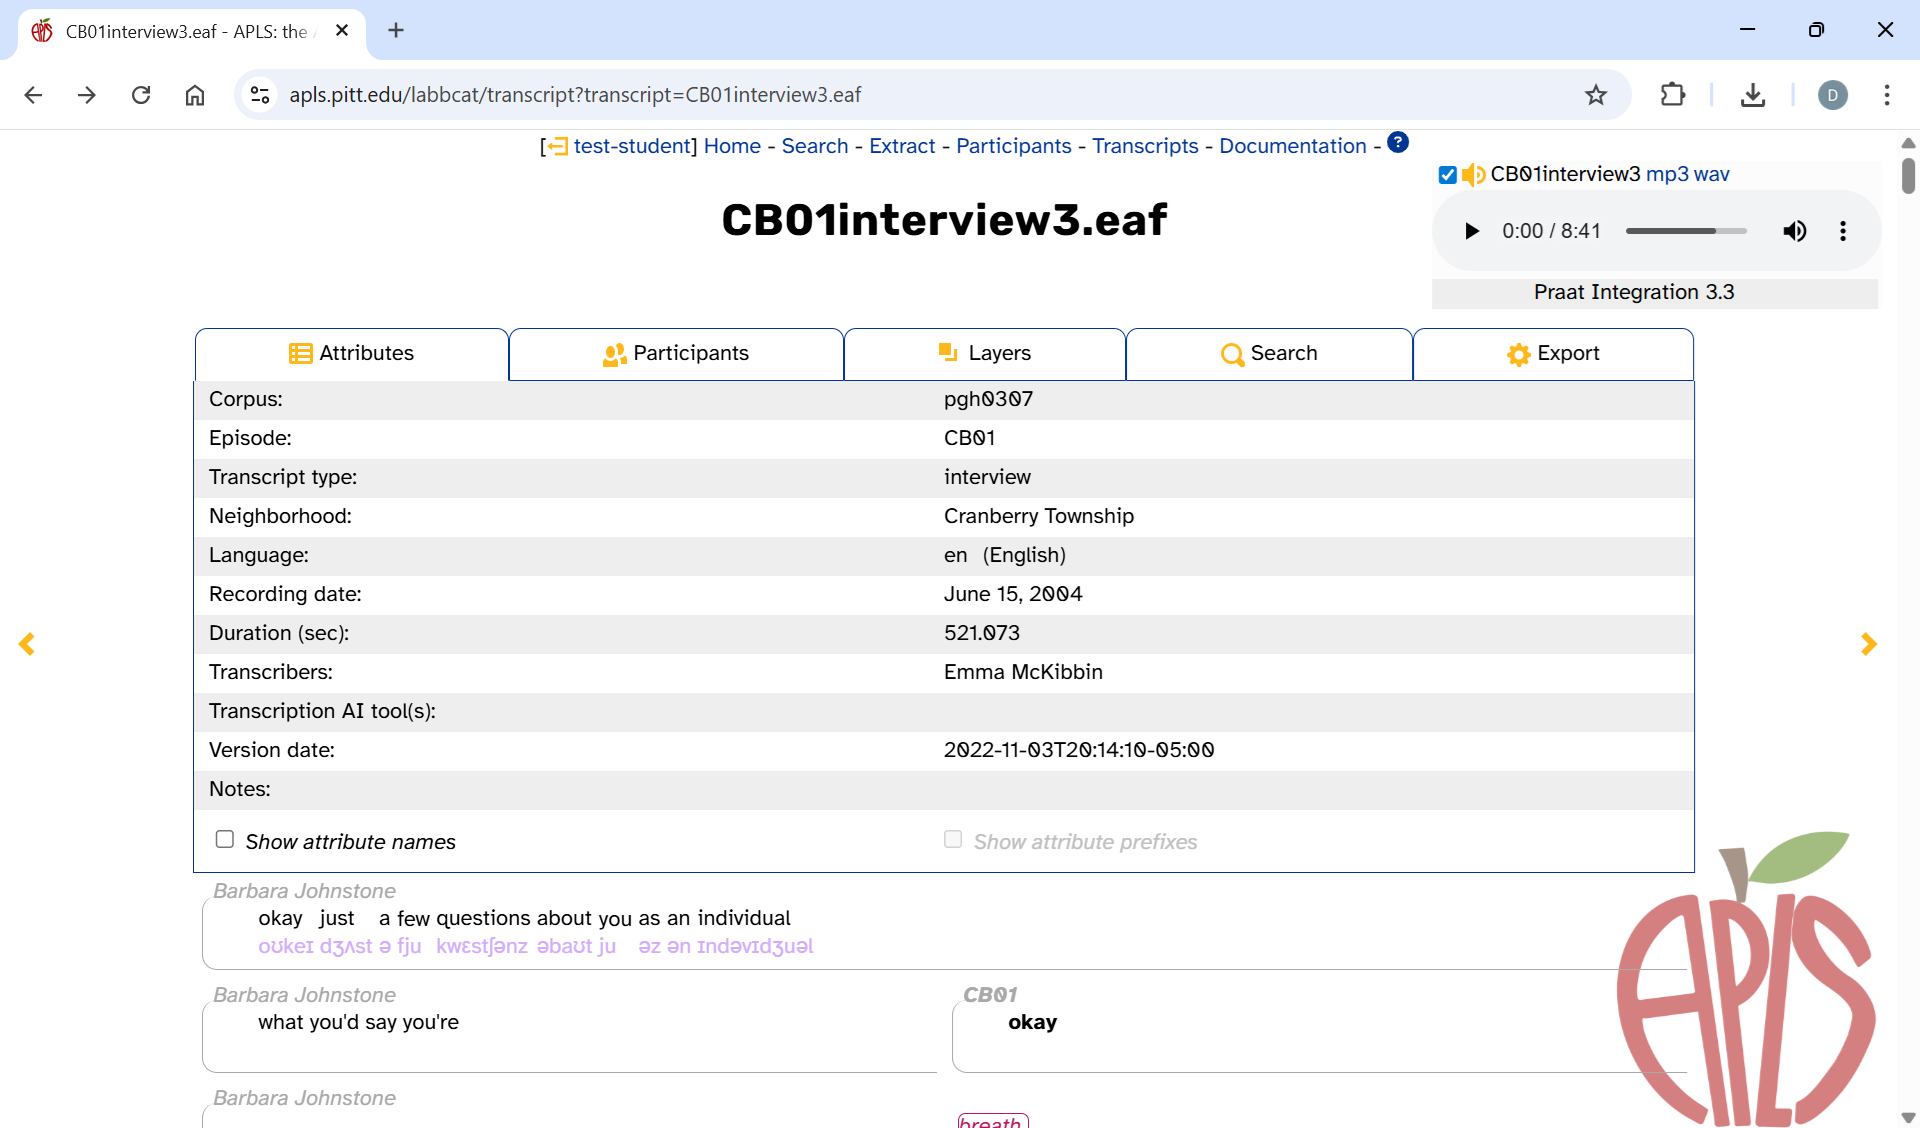 CB01interview3.eaf - APLS: the
apls.pitt.edu/labbcat/transcript?transcript=CB01interview3.eaf
D
[ test-student] Home - Search - Extract - Participants - Transcripts - Documentation - ?
CB01interview3 mp3 wav
CB01interview3.eaf
0:00 / 8:41
Praat Integration 3.3
Attributes Participants Layers Search Export
Corpus: pgh0307
Episode: CB01
Transcript type: interview
Neighborhood: Cranberry Township
Language: en (English)
Recording date: June 15, 2004
Duration (sec): 521.073
Transcribers: Emma McKibbin
Transcription AI tool(s):
Version date: 2022-11-03T20:14:10-05:00
Notes:
Show attribute names Show attribute prefixes
Barbara Johnstone
okay just a few questions about you as an individual
oʊkeɪ dʒʌst ə fju kwɛstʃənz əbaʊt ju əz ən ɪndəvɪdʒuəl
Barbara Johnstone CB01
what you'd say you're okay
Barbara Johnstone
breath
APLS